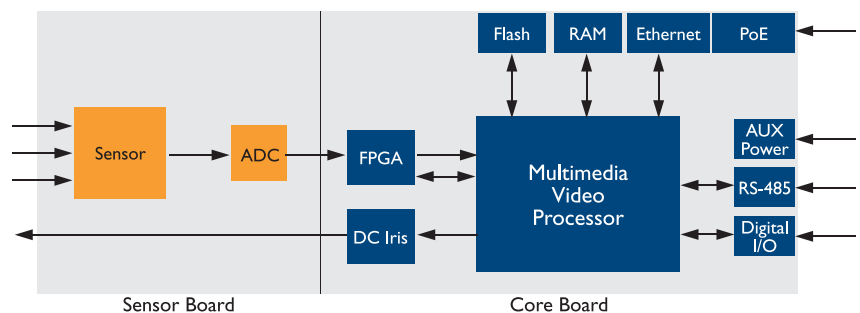 Flash
RAM
Ethernet
PoE
Sensor
ADC
FPGA
Multimedia
Video
Processor
AUX
Power
RS-485
DC Iris
Digital
I/O
Sensor Board
Core Board